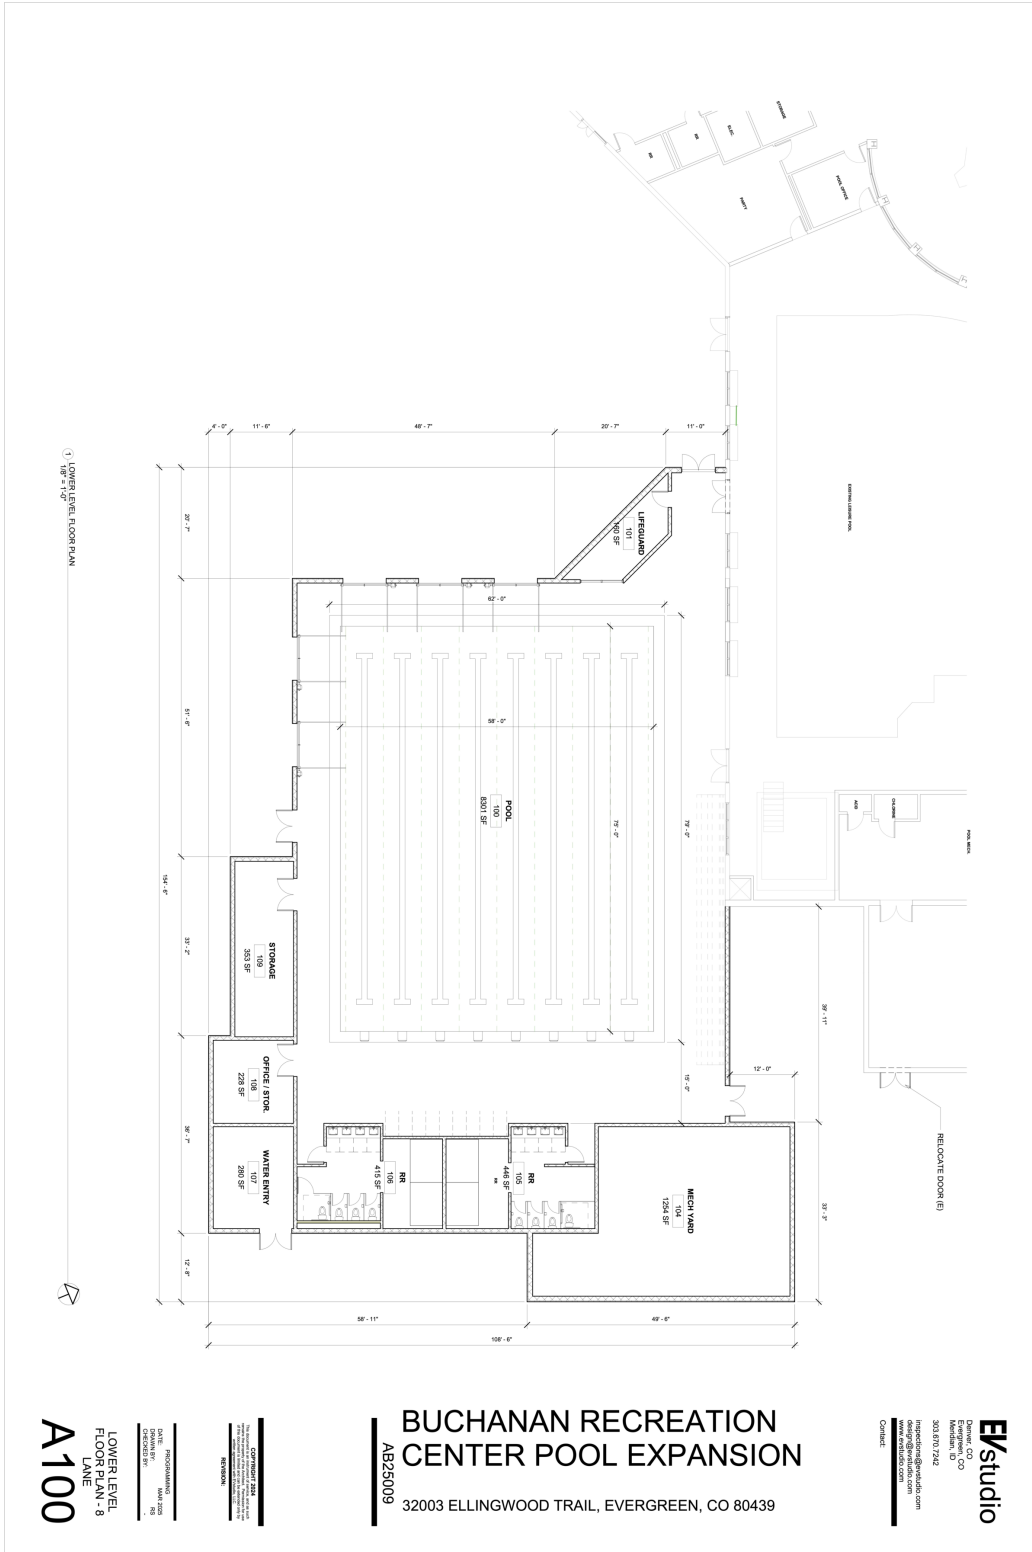 STORAGE
ELEC
RR
RR
PARTY
POOL OFFICE
EXISTING LEISURE POOL
4' - 0"
11' - 6"
48' - 7"
20' - 7"
11' - 0"
1
LOWER LEVEL FLOOR PLAN
1/8" = 1'-0"
20' - 7"
51' - 6"
154' - 6"
33' - 2"
36' - 7"
12' - 8"
LIFEGUARD
101
160 SF
62' - 0"
58' - 0"
75' - 0"
79' - 0"
POOL
100
8301 SF
ACID
CHLORINE
POOL MECH.
STORAGE
109
353 SF
OFFICE / STOR.
108
228 SF
WATER ENTRY
107
280 SF
RR
106
415 SF
RR
RR
105
446 SF
MECH YARD
104
1254 SF
15' - 0"
12' - 0"
39' - 11"
33' - 3"
RELOCATE DOOR (E)
58' - 11"
49' - 6"
108' - 6"
EVstudio
Denver, CO
Evergreen, CO
Meridian, ID
303.670.7242
inspections@evstudio.com
design@evstudio.com
www.evstudio.com
Contact:
BUCHANAN RECREATION
CENTER POOL EXPANSION
32003 ELLINGWOOD TRAIL, EVERGREEN, CO 80439
AB25009
COPYRIGHT 2024
REVISION:
PROGRAMMING
DATE: MAR 2025
DRAWN BY: RS
CHECKED BY: -
LOWER LEVEL
FLOOR PLAN - 8
LANE
A100